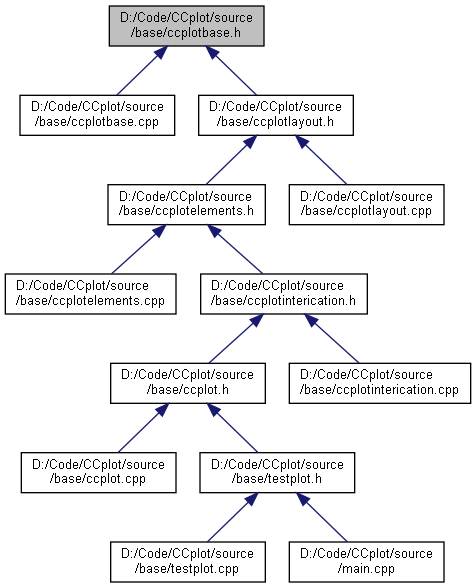 D:/Code/CCplot/source
/base/ccplotbase.h
D:/Code/CCplot/source
/base/ccplotbase.cpp
D:/Code/CCplot/source
/base/ccplotlayout.h
D:/Code/CCplot/source
/base/ccplotelements.h
D:/Code/CCplot/source
/base/ccplotlayout.cpp
D:/Code/CCplot/source
/base/ccplotelements.cpp
D:/Code/CCplot/source
/base/ccplotinterication.h
D:/Code/CCplot/source
/base/ccplot.h
D:/Code/CCplot/source
/base/ccplotinterication.cpp
D:/Code/CCplot/source
/base/ccplot.cpp
D:/Code/CCplot/source
/base/testplot.h
D:/Code/CCplot/source
/base/testplot.cpp
D:/Code/CCplot/source
/main.cpp